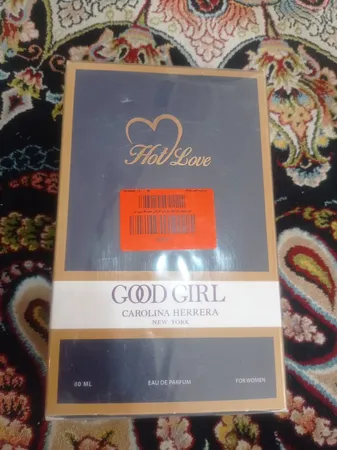 Hot Love
GOOD GIRL
CAROLINA HERRERA
NEW YORK
80 ML EAU DE PARFUM FOR WOMEN